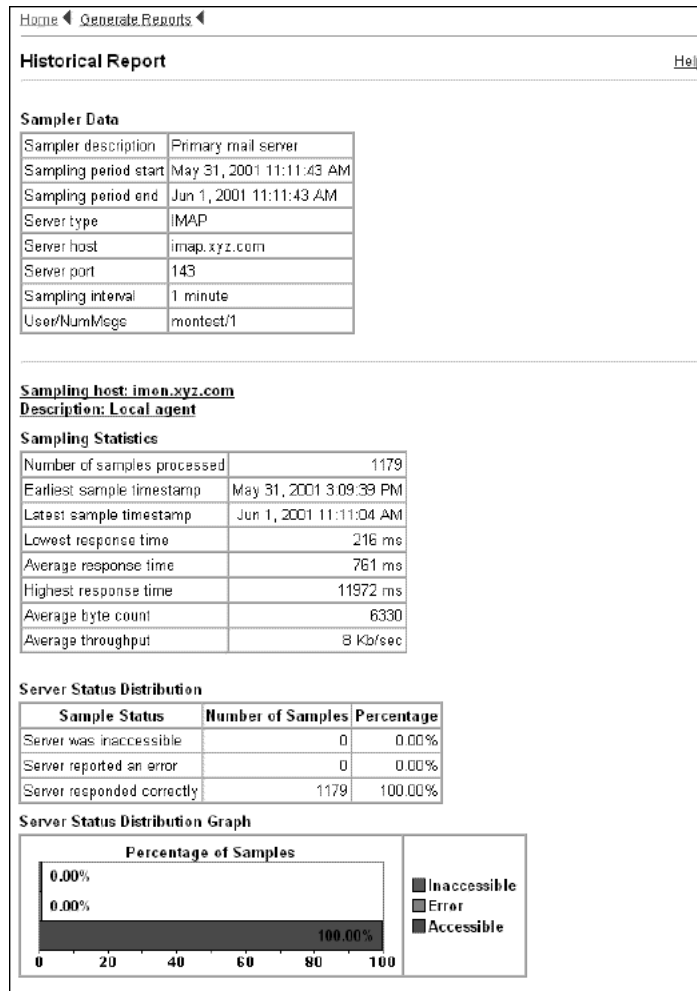 Home Generate Reports
Historical Report Hel
Sampler Data
Sampler description Primary mail server
Sampling period start May 31, 2001 11:11:43 AM
Sampling period end Jun 1, 2001 11:11:43 AM
Server type IMAP
Server host imap.xyz.com
Server port 143
Sampling interval 1 minute
User/NumMsgs montest/1
Sampling host: imon.xyz.com
Description: Local agent
Sampling Statistics
Number of samples processed 1179
Earliest sample timestamp May 31, 2001 3:09:39 PM
Latest sample timestamp Jun 1, 2001 11:11:04 AM
Lowest response time 216 ms
Average response time 761 ms
Highest response time 11972 ms
Average byte count 6330
Average throughput 8 Kb/sec
Server Status Distribution
Sample Status Number of Samples Percentage
Server was inaccessible 0 0.00%
Server reported an error 0 0.00%
Server responded correctly 1179 100.00%
Server Status Distribution Graph
Percentage of Samples
0.00%
0.00%
100.00%
0 20 40 60 80 100
Inaccessible
Error
Accessible